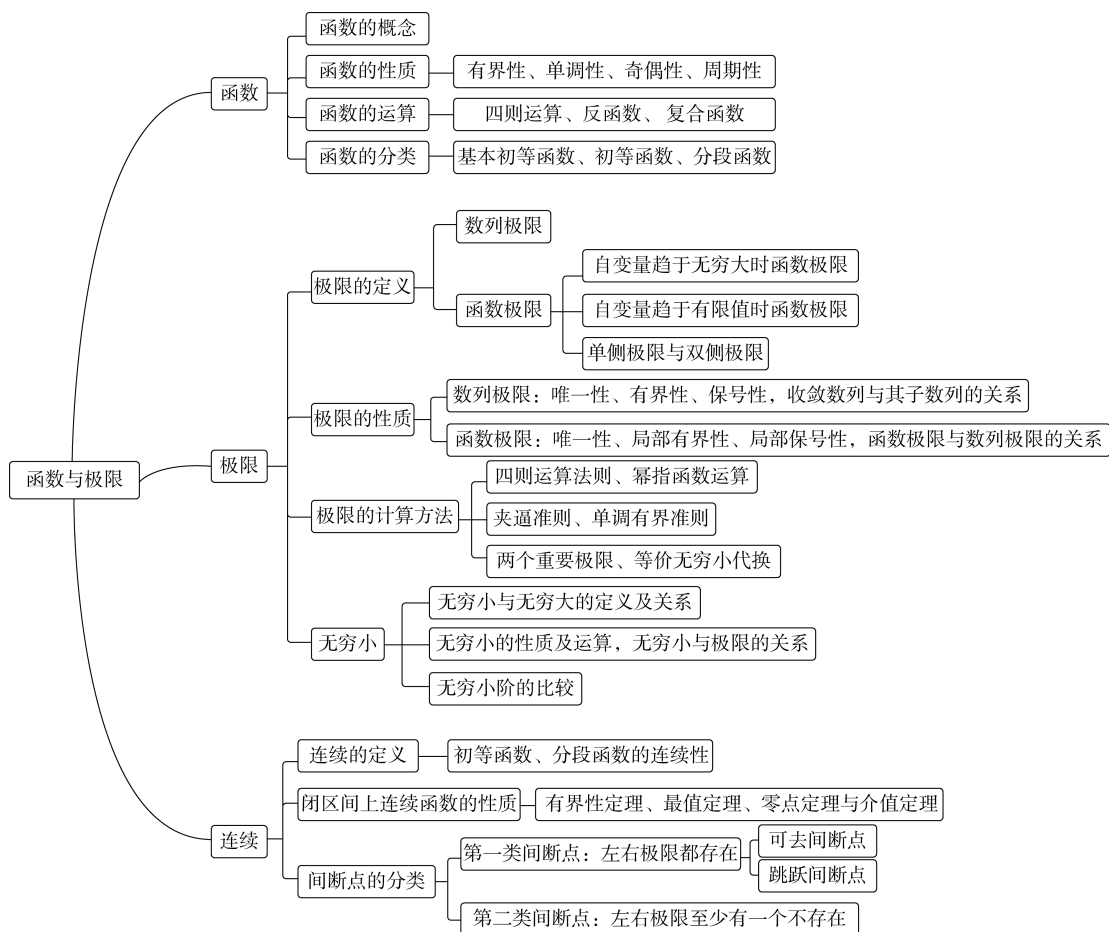 函数与极限
函数
函数的概念
函数的性质
有界性、单调性、奇偶性、周期性
函数的运算
四则运算、反函数、复合函数
函数的分类
基本初等函数、初等函数、分段函数
极限
极限的定义
数列极限
函数极限
自变量趋于无穷大时函数极限
自变量趋于有限值时函数极限
单侧极限与双侧极限
极限的性质
数列极限：唯一性、有界性、保号性，收敛数列与其子数列的关系
函数极限：唯一性、局部有界性、局部保号性，函数极限与数列极限的关系
极限的计算方法
四则运算法则、幂指函数运算
夹逼准则、单调有界准则
两个重要极限、等价无穷小代换
无穷小
无穷小与无穷大的定义及关系
无穷小的性质及运算，无穷小与极限的关系
无穷小阶的比较
连续
连续的定义
初等函数、分段函数的连续性
闭区间上连续函数的性质
有界性定理、最值定理、零点定理与介值定理
间断点的分类
第一类间断点：左右极限都存在
可去间断点
跳跃间断点
第二类间断点：左右极限至少有一个不存在